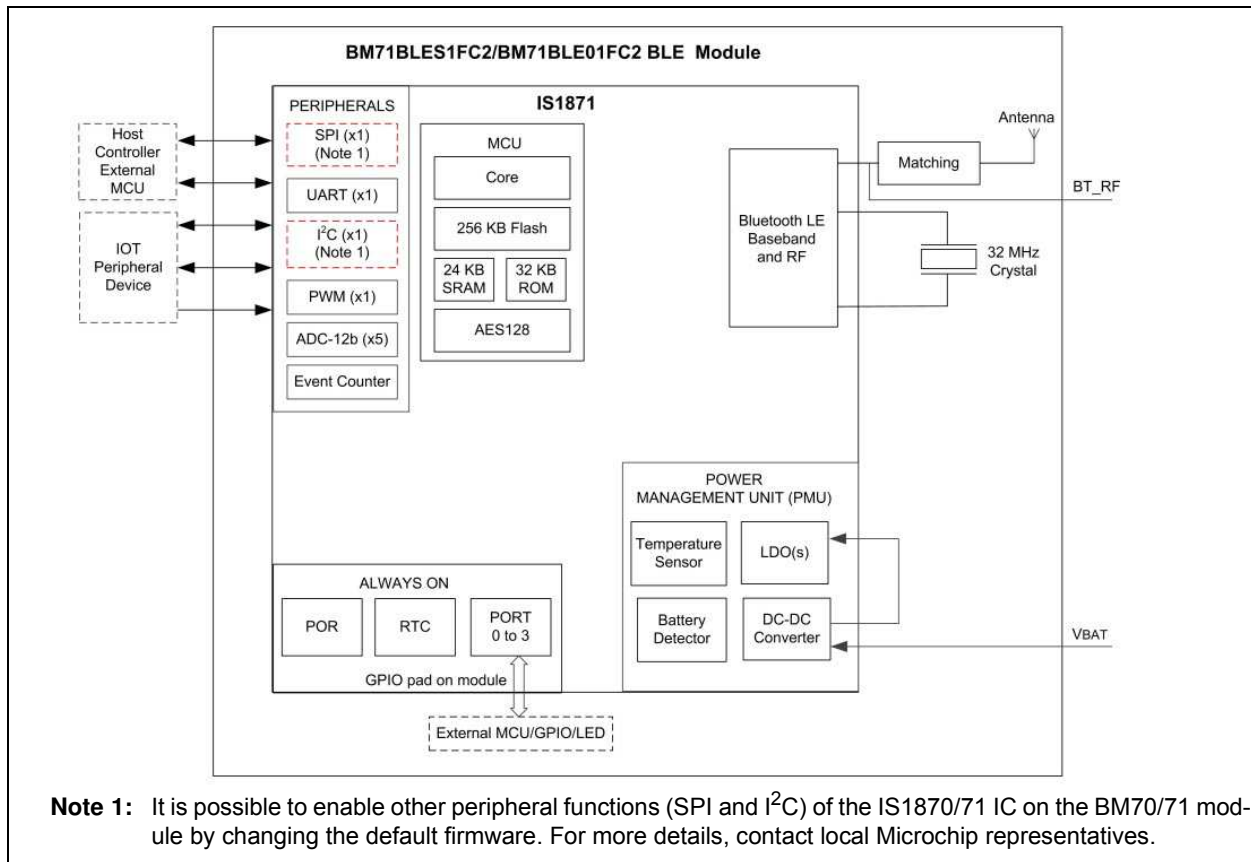 BM71BLES1FC2/BM71BLE01FC2 BLE Module
IS1871
PERIPHERALS
SPI (x1)
(Note 1)
UART (x1)
I²C (x1)
(Note 1)
PWM (x1)
ADC-12b (x5)
Event Counter
Host
Controller
External
MCU
IOT
Peripheral
Device
MCU
Core
256 KB Flash
24 KB
SRAM
32 KB
ROM
AES128
Bluetooth LE
Baseband
and RF
Matching
Antenna
BT_RF
32 MHz
Crystal
POWER
MANAGEMENT UNIT (PMU)
Temperature
Sensor
LDO(s)
Battery
Detector
DC-DC
Converter
VBAT
ALWAYS ON
POR
RTC
PORT
0 to 3
GPIO pad on module
External MCU/GPIO/LED
Note 1: It is possible to enable other peripheral functions (SPI and I²C) of the IS1870/71 IC on the BM70/71 mod-
ule by changing the default firmware. For more details, contact local Microchip representatives.